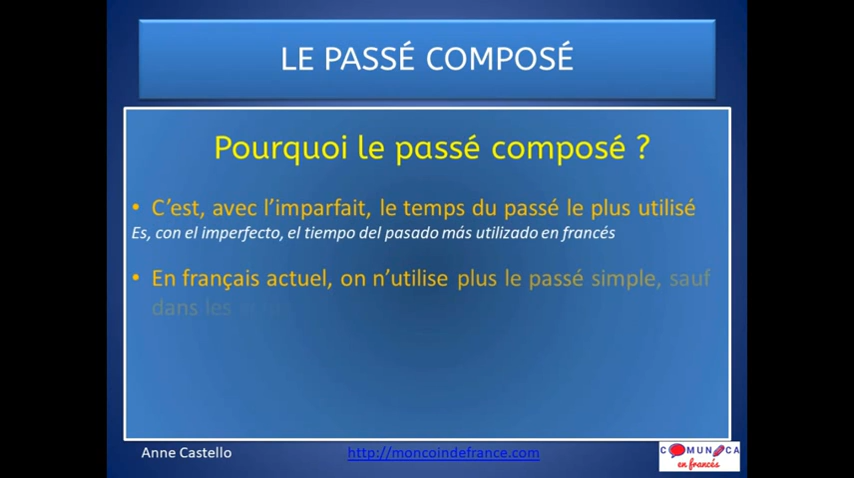 LE PASSÉ COMPOSÉ
Pourquoi le passé composé ?
• C’est, avec l’imparfait, le temps du passé le plus utilisé
Es, con el imperfecto, el tiempo del pasado más utilizado en francés
• En français actuel, on n’utilise plus le passé simple, sauf
dans les
Anne Castello
http://moncoindefrance.com
COMUNICA
en francés